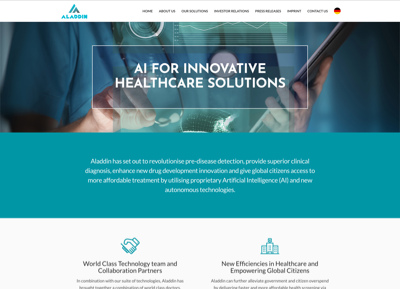 ALADDIN
HOME ABOUT US OUR SOLUTIONS INVESTOR RELATIONS PRESS RELEASES IMPRINT CONTACT US
AI FOR INNOVATIVE
HEALTHCARE SOLUTIONS
Aladdin has set out to revolutionise pre-disease detection, provide superior clinical
diagnosis, enhance new drug development innovation and give global citizens access to
more affordable treatment by utilising proprietary Artificial Intelligence (AI) and new
autonomous technologies.
World Class Technology team and
Collaboration Partners
In combination with our suite of technologies, Aladdin has
brought together a combination of world class doctors
New Efficiencies in Healthcare and
Empowering Global Citizens
Aladdin can further alleviate government and citizen overspend
by delivering faster and more affordable health screening via